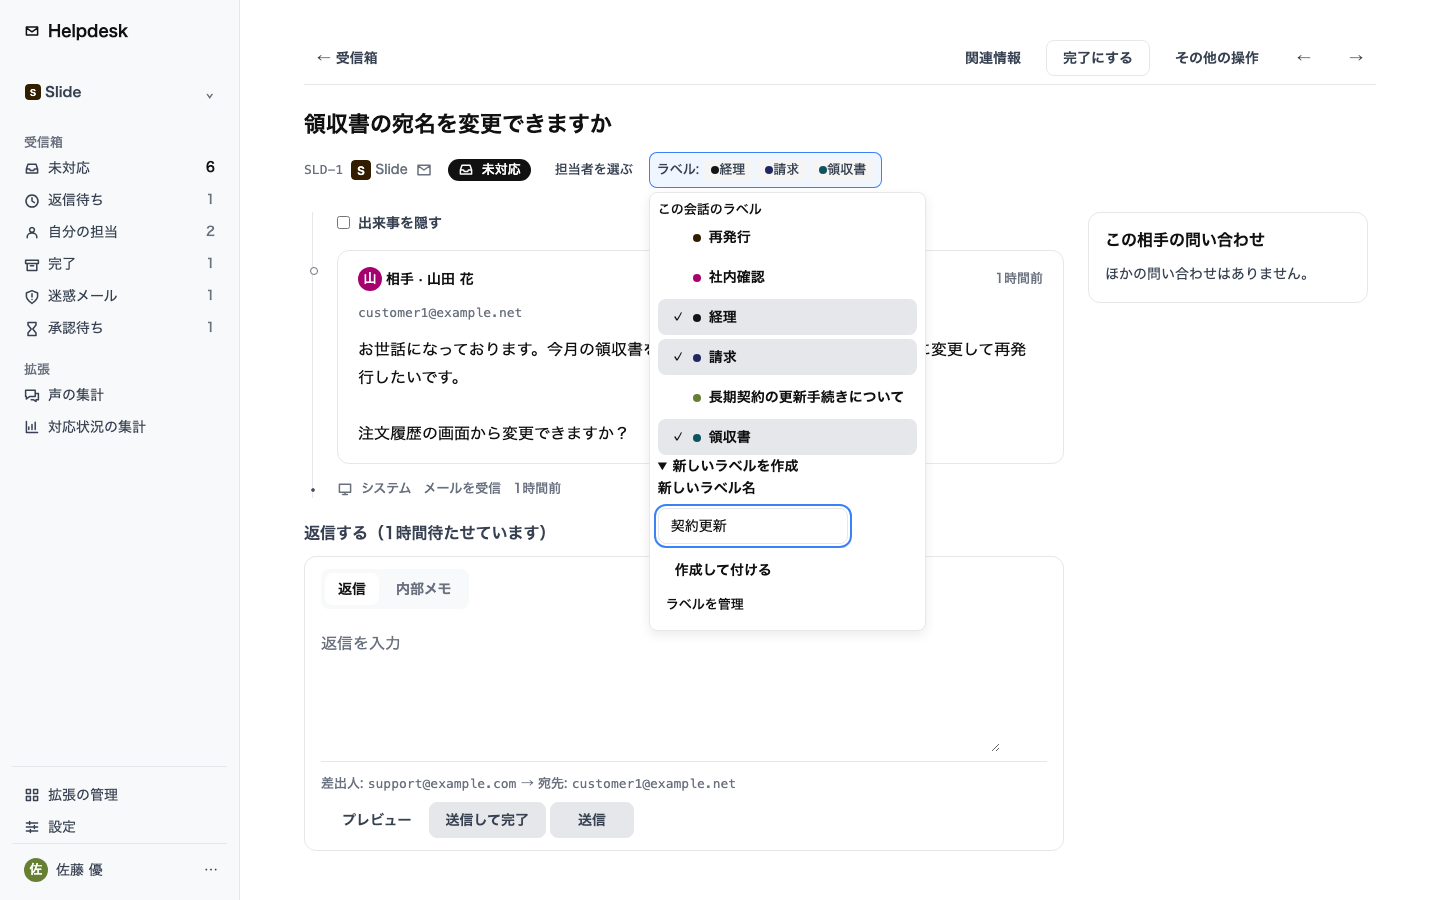 Helpdesk
S Slide
受信箱
未対応 6
返信待ち 1
自分の担当 2
完了 1
迷惑メール 1
承認待ち 1
拡張
声の集計
対応状況の集計
拡張の管理
設定
佐 佐藤 優 …
← 受信箱 関連情報 完了にする その他の操作 ← →
領収書の宛名を変更できますか
SLD-1 S Slide 未対応 担当者を選ぶ ラベル: 経理 請求 領収書
出来事を隠す
山 相手 · 山田 花 1時間前
customer1@example.net
お世話になっております。今月の領収書を に変更して再発
行したいです。
注文履歴の画面から変更できますか？
システム メールを受信 1時間前
この会話のラベル
再発行
社内確認
✓ 経理
✓ 請求
長期契約の更新手続きについて
✓ 領収書
▼ 新しいラベルを作成
新しいラベル名
契約更新
作成して付ける
ラベルを管理
この相手の問い合わせ
ほかの問い合わせはありません。
返信する（1時間待たせています）
返信 内部メモ
返信を入力
差出人: support@example.com → 宛先: customer1@example.net
プレビュー 送信して完了 送信